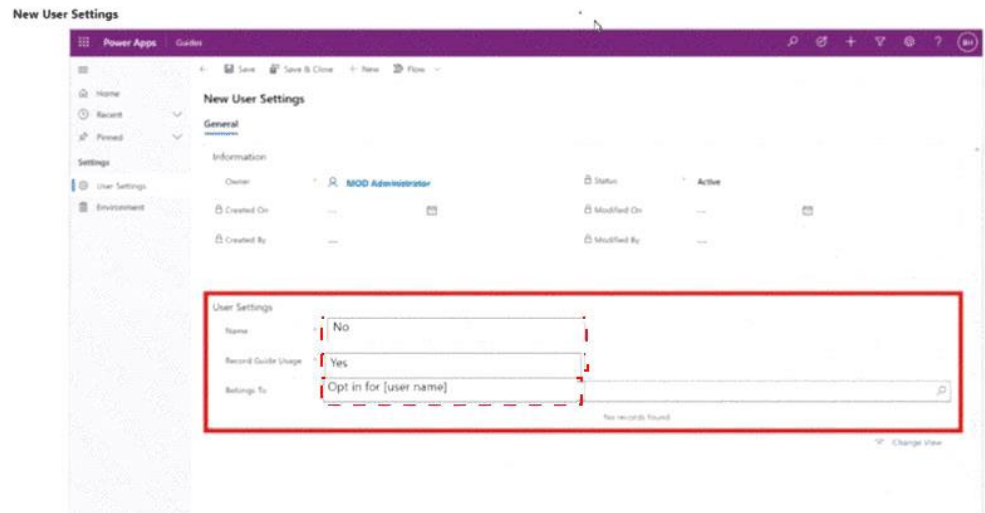 New User Settings
Power Apps Guides
BH
Save Save & Close New Flow
Home
New User Settings
Recent
General
Pinned
Settings
Information
User Settings
Owner * MOD Administrator Status * Active
Environment
Created On --- Modified On ---
Created By --- Modified By ---
User Settings
Name * No
Record Guide Usage * Yes
Belongs To Opt in for [user name]
No records found
Change View